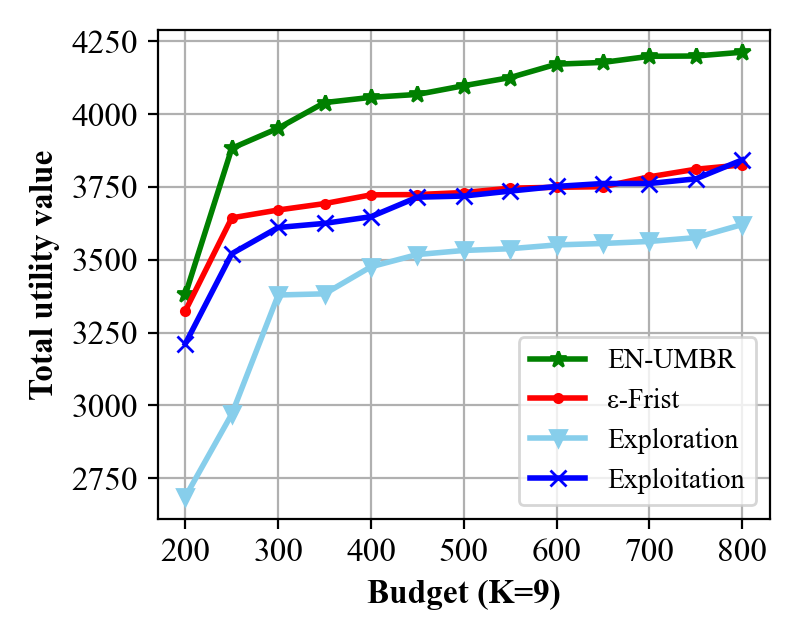 Total utility value
4250
4000
3750
3500
3250
3000
2750
EN-UMBR
ε-Frist
Exploration
Exploitation
200 300 400 500 600 700 800
Budget (K=9)